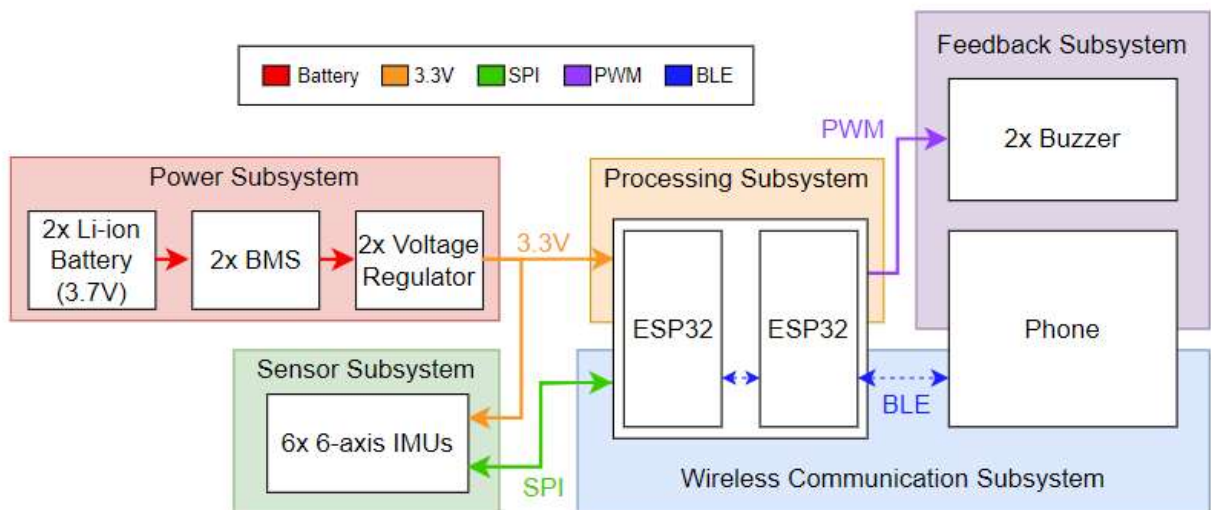 Battery
3.3V
SPI
PWM
BLE
Feedback Subsystem
2x Buzzer
PWM
Power Subsystem
2x Li-ion
Battery
(3.7V)
2x BMS
2x Voltage
Regulator
3.3V
Processing Subsystem
ESP32
ESP32
Phone
Sensor Subsystem
6x 6-axis IMUs
SPI
BLE
Wireless Communication Subsystem